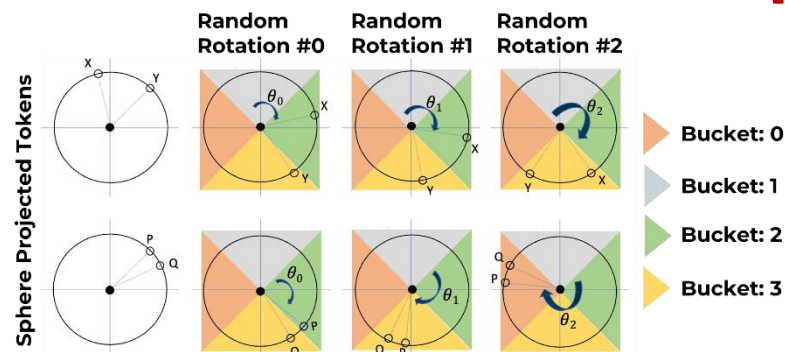 Random Rotation #0
Random Rotation #1
Random Rotation #2
Sphere Projected Tokens
X
Y
θ₀
X
Y
θ₁
X
Y
θ₂
Y
X
P
Q
θ₀
P
Q
θ₁
Q
P
Q
P
θ₂
Bucket: 0
Bucket: 1
Bucket: 2
Bucket: 3